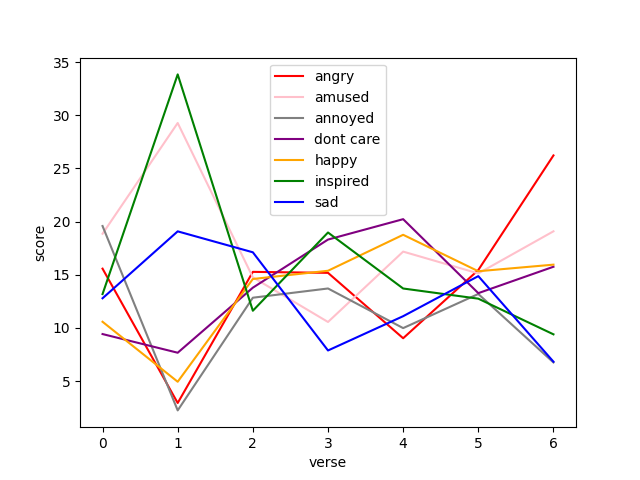 35
30
25
20
15
10
5
score
angry
amused
annoyed
dont care
happy
inspired
sad
0 1 2 3 4 5 6
verse